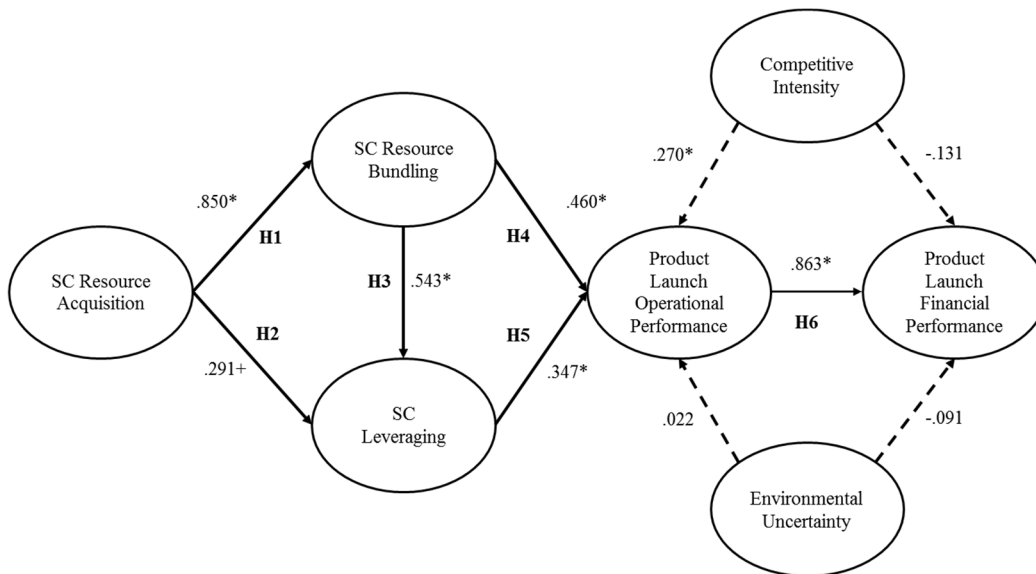 Competitive
Intensity
SC Resource
Bundling
.270*
-.131
.850*
.460*
H1
H4
SC Resource
Acquisition
H3
.543*
Product
Launch
Operational
Performance
.863*
H6
Product
Launch
Financial
Performance
H2
H5
.291+
.347*
SC
Leveraging
.022
-.091
Environmental
Uncertainty